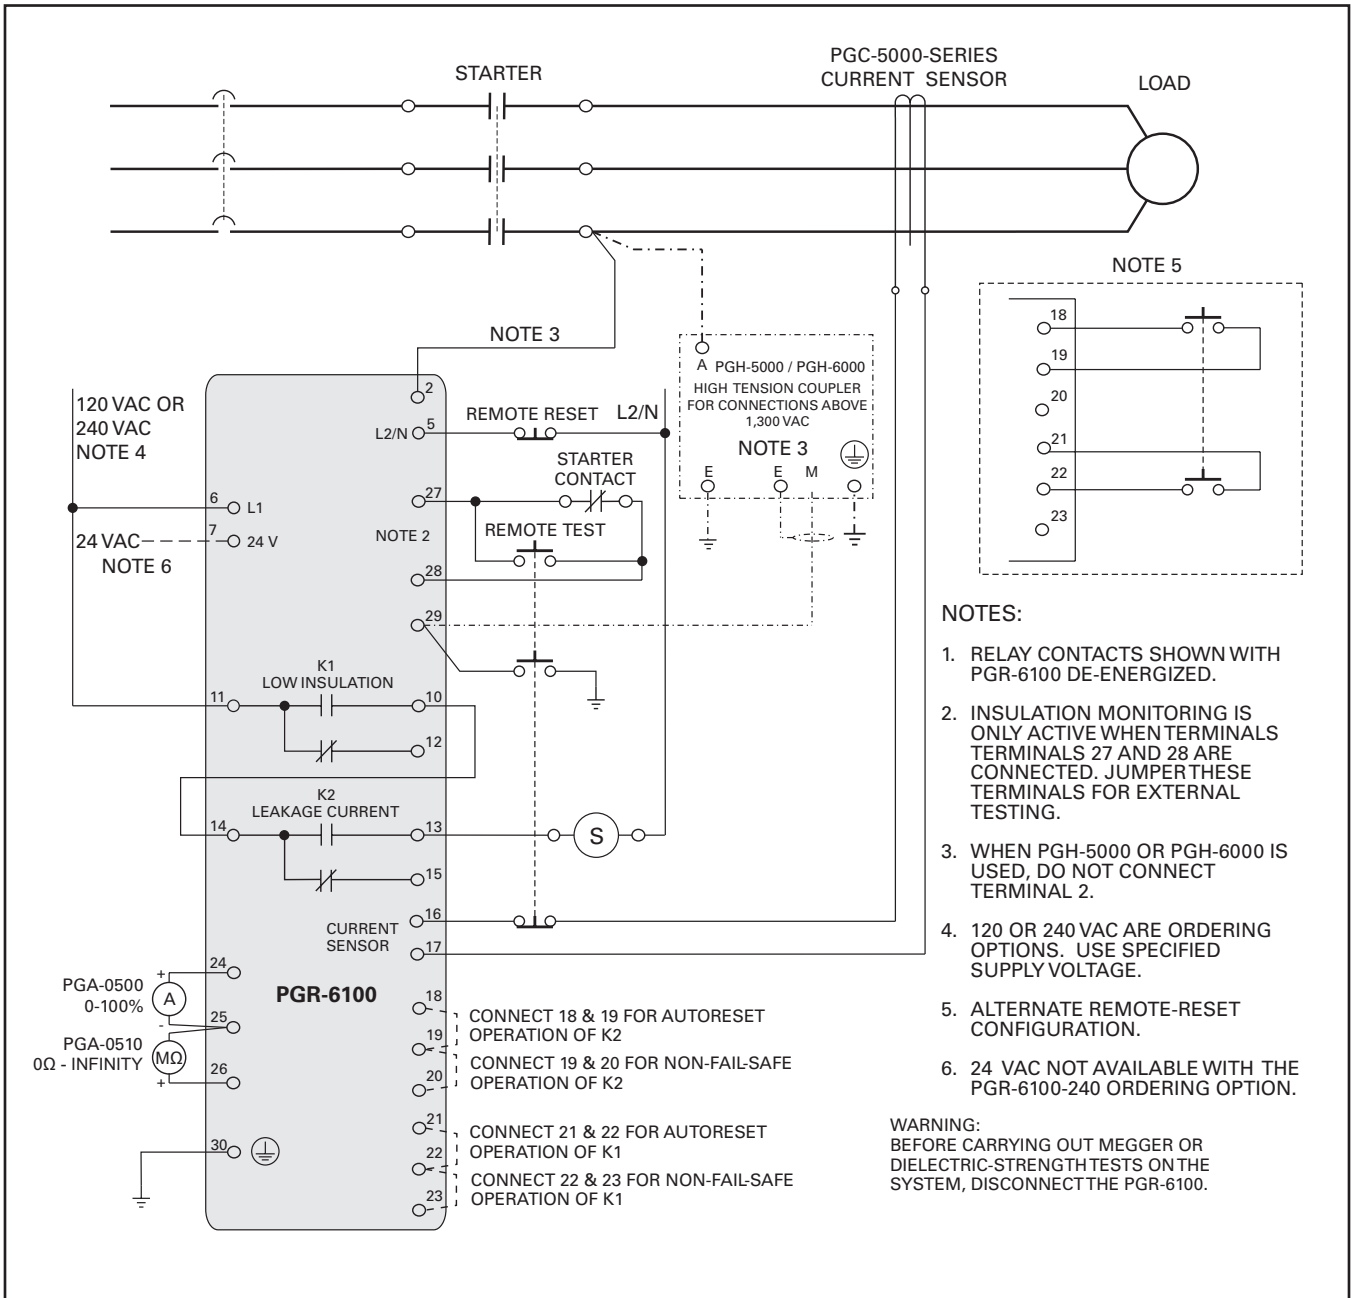 PGC-5000-SERIES
CURRENT SENSOR
STARTER
LOAD
NOTE 5
18
19
20
21
22
23
NOTE 3
A PGH-5000 / PGH-6000
HIGH TENSION COUPLER
FOR CONNECTIONS ABOVE
1,300 VAC
NOTE 3
E
E
M
120 VAC OR
240 VAC
NOTE 4
2
L2/N
5
REMOTE RESET
L2/N
STARTER
CONTACT
6
L1
27
7
24 VAC
24 V
NOTE 6
NOTE 2
REMOTE TEST
28
29
K1
LOW INSULATION
11
10
12
K2
LEAKAGE CURRENT
14
13
S
15
16
CURRENT
SENSOR
17
24
+
PGA-0500
0-100%
A
-
25
PGA-0510
0Ω - INFINITY
MΩ
+
26
PGR-6100
18
CONNECT 18 & 19 FOR AUTORESET
OPERATION OF K2
19
CONNECT 19 & 20 FOR NON-FAIL-SAFE
OPERATION OF K2
20
21
CONNECT 21 & 22 FOR AUTORESET
OPERATION OF K1
22
CONNECT 22 & 23 FOR NON-FAIL-SAFE
OPERATION OF K1
23
30
NOTES:
1. RELAY CONTACTS SHOWN WITH
PGR-6100 DE-ENERGIZED.
2. INSULATION MONITORING IS
ONLY ACTIVE WHEN TERMINALS
TERMINALS 27 AND 28 ARE
CONNECTED. JUMPER THESE
TERMINALS FOR EXTERNAL
TESTING.
3. WHEN PGH-5000 OR PGH-6000 IS
USED, DO NOT CONNECT
TERMINAL 2.
4. 120 OR 240 VAC ARE ORDERING
OPTIONS. USE SPECIFIED
SUPPLY VOLTAGE.
5. ALTERNATE REMOTE-RESET
CONFIGURATION.
6. 24 VAC NOT AVAILABLE WITH THE
PGR-6100-240 ORDERING OPTION.
WARNING:
BEFORE CARRYING OUT MEGGER OR
DIELECTRIC-STRENGTH TESTS ON THE
SYSTEM, DISCONNECT THE PGR-6100.